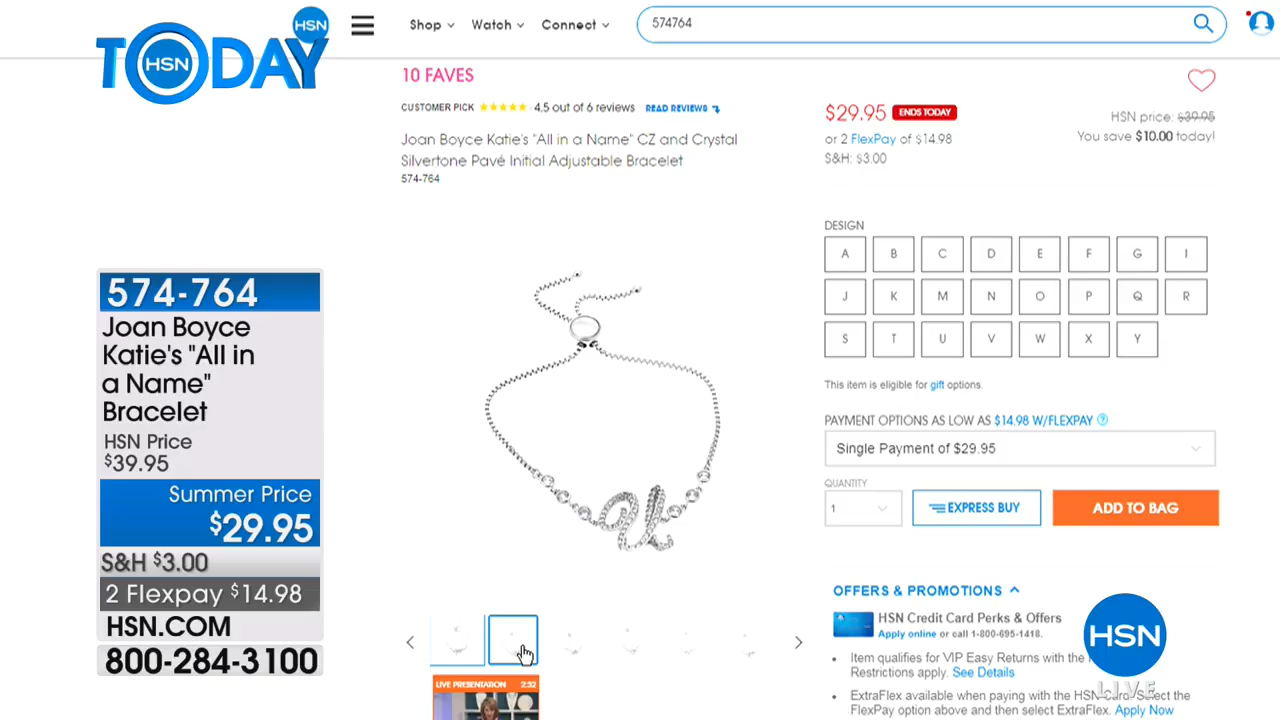 HSN
TODAY
HSN
Shop
Watch
Connect
574764
10 FAVES
CUSTOMER PICK 4.5 out of 6 reviews READ REVIEWS
Joan Boyce Katie's "All in a Name" CZ and Crystal
Silvertone Pavé Initial Adjustable Bracelet
574-764
$29.95 ENDS TODAY
or 2 FlexPay of $14.98
S&H: $3.00
HSN price: $39.95
You save $10.00 today!
DESIGN
A B C D E F G I
J K M N O P Q R
S T U V W X Y
This item is eligible for gift options.
PAYMENT OPTIONS AS LOW AS $14.98 W/FLEXPAY ?
Single Payment of $29.95
QUANTITY
1
EXPRESS BUY
ADD TO BAG
OFFERS & PROMOTIONS
HSN Credit Card Perks & Offers
Apply online or call 1-800-695-1418.
Item qualifies for VIP Easy Returns with the
Restrictions apply. See Details
ExtraFlex available when paying with the HSN Card. Select the
FlexPay option above and then select ExtraFlex. Apply Now
574-764
Joan Boyce
Katie's "All in
a Name"
Bracelet
HSN Price
$39.95
Summer Price
$29.95
S&H $3.00
2 Flexpay $14.98
HSN.COM
800-284-3100
LIVE PRESENTATION 2:32
HSN
LIVE